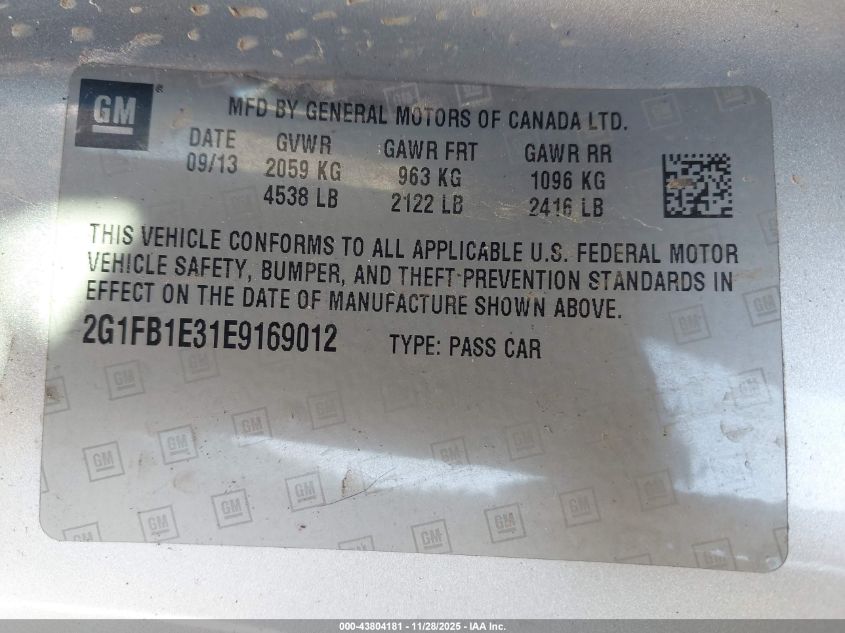 GM ®
MFD BY GENERAL MOTORS OF CANADA LTD.
DATE GVWR GAWR FRT GAWR RR
09/13 2059 KG 963 KG 1096 KG
4538 LB 2122 LB 2416 LB
THIS VEHICLE CONFORMS TO ALL APPLICABLE U.S. FEDERAL MOTOR
VEHICLE SAFETY, BUMPER, AND THEFT PREVENTION STANDARDS IN
EFFECT ON THE DATE OF MANUFACTURE SHOWN ABOVE.
2G1FB1E31E9169012 TYPE: PASS CAR
000-43804181 - 11/28/2025 - IAA Inc.